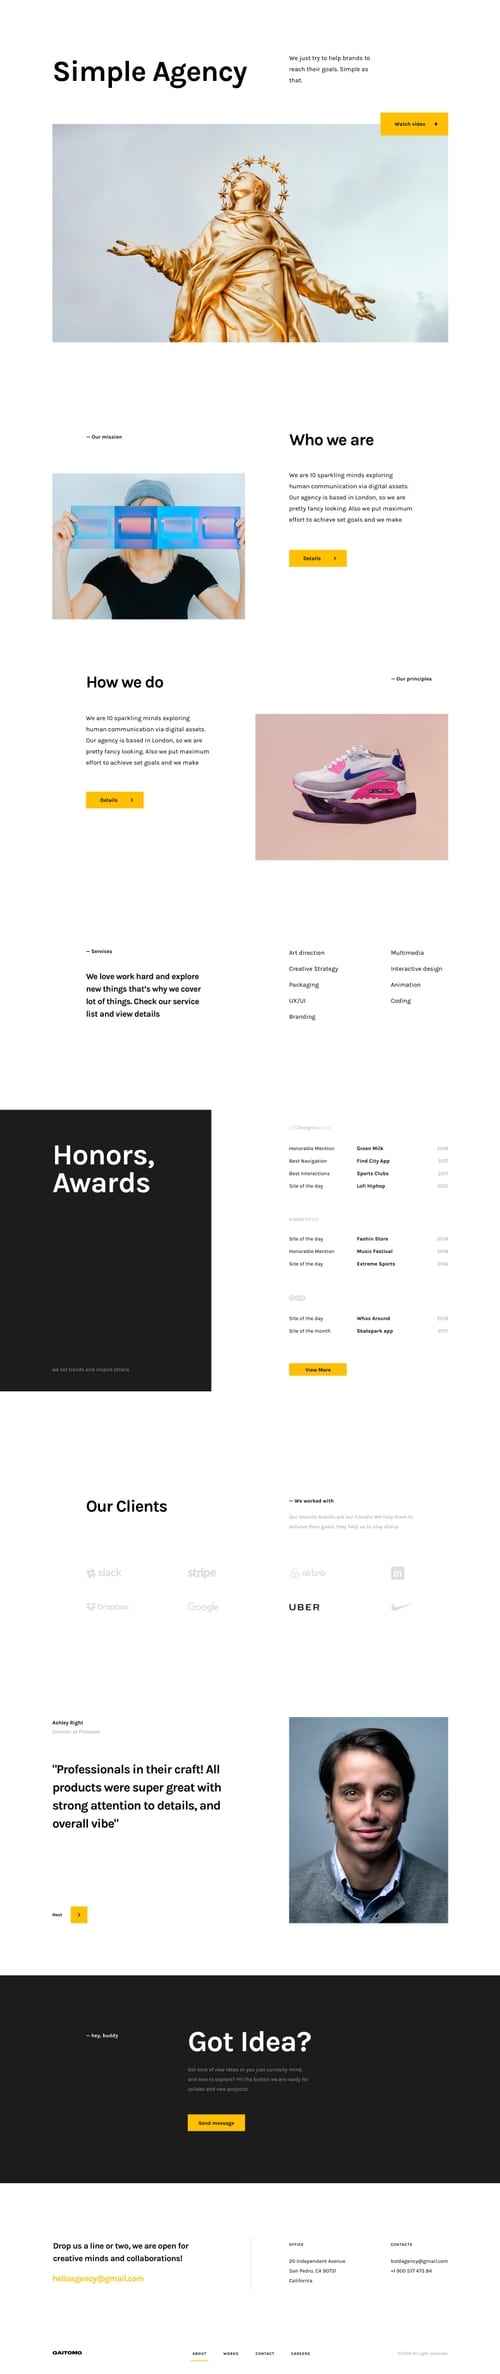 Simple Agency
We just try to help brands to
reach their goals. Simple as
that.
Watch video
— Our mission
Who we are
We are 10 sparkling minds exploring
human communication via digital assets.
Our agency is based in London, so we are
pretty fancy looking. Also we put maximum
effort to achieve set goals and we make
Details
How we do
— Our principles
We are 10 sparkling minds exploring
human communication via digital assets.
Our agency is based in London, so we are
pretty fancy looking. Also we put maximum
effort to achieve set goals and we make
Details
— Services
We love work hard and explore
new things that's why we cover
lot of things. Check our service
list and view details
Art direction
Creative Strategy
Packaging
UX/UI
Branding
Multimedia
Interactive design
Animation
Coding
Honors,
Awards
we set trends and inspire others
Honorable Mention Green Milk 2018
Best Navigation Find City App 2017
Best Interactions Sports Clubs 2017
Site of the day Lofi Hiphop
Site of the day Fashin Store 2018
Honorable Mention Music Festival 2018
Site of the day Extreme Sports 2016
Site of the day Whos Around 2018
Site of the month Skatepark app 2017
View More
Our Clients
— We worked with
Our favorite brands are our friends! We help them to
achieve their goals, they help us to stay sharp.
slack stripe airbnb in
Dropbox Google UBER
Ashley Right
Director at Pinterest
"Professionals in their craft! All
products were super great with
strong attention to details, and
overall vibe"
Next
— hey, buddy
Got Idea?
Got tons of new ideas or you just curiosity mind,
and love to explore? Hit the button we are ready for
collabs and new projects!
Send message
Drop us a line or two, we are open for
creative minds and collaborations!
helloagency@gmail.com
OFFICE
20 Independant Avenue
San Pedro, CA 90731
California
CONTACTS
boldagency@gmail.com
+1 900 577 473 84
QAITOMO
ABOUT WORKS CONTACT CAREERS
©2018 All right reserved.